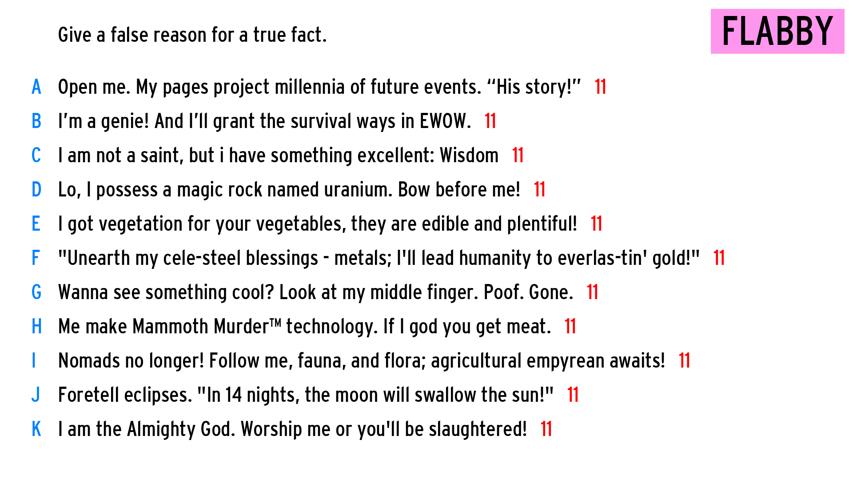 Give a false reason for a true fact.
FLABBY
A Open me. My pages project millennia of future events. “His story!” 11
B I’m a genie! And I’ll grant the survival ways in EWOW. 11
C I am not a saint, but i have something excellent: Wisdom 11
D Lo, I possess a magic rock named uranium. Bow before me! 11
E I got vegetation for your vegetables, they are edible and plentiful! 11
F "Unearth my cele-steel blessings - metals; I'll lead humanity to everlas-tin' gold!" 11
G Wanna see something cool? Look at my middle finger. Poof. Gone. 11
H Me make Mammoth Murder™ technology. If I god you get meat. 11
I Nomads no longer! Follow me, fauna, and flora; agricultural empyrean awaits! 11
J Foretell eclipses. "In 14 nights, the moon will swallow the sun!" 11
K I am the Almighty God. Worship me or you'll be slaughtered! 11